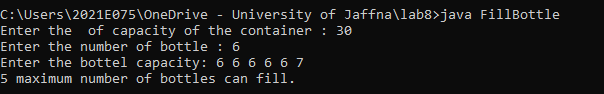 C:\Users\2021E075\OneDrive - University of Jaffna\lab8>java FillBottle
Enter the  of capacity of the container : 30
Enter the number of bottle : 6
Enter the bottel capacity: 6 6 6 6 6 7
5 maximum number of bottles can fill.